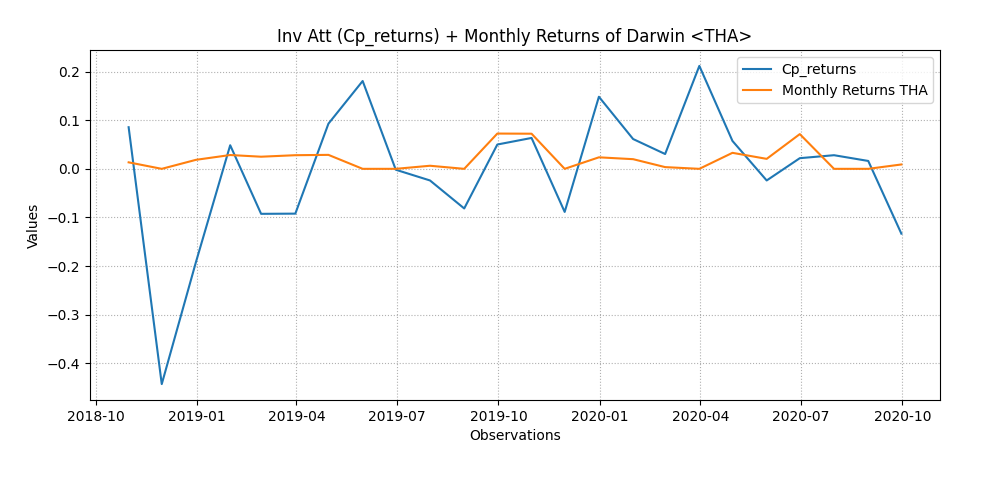 Inv Att (Cp_returns) + Monthly Returns of Darwin <THA>
Cp_returns
Monthly Returns THA
Values
0.2
0.1
0.0
−0.1
−0.2
−0.3
−0.4
2018-10 2019-01 2019-04 2019-07 2019-10 2020-01 2020-04 2020-07 2020-10
Observations